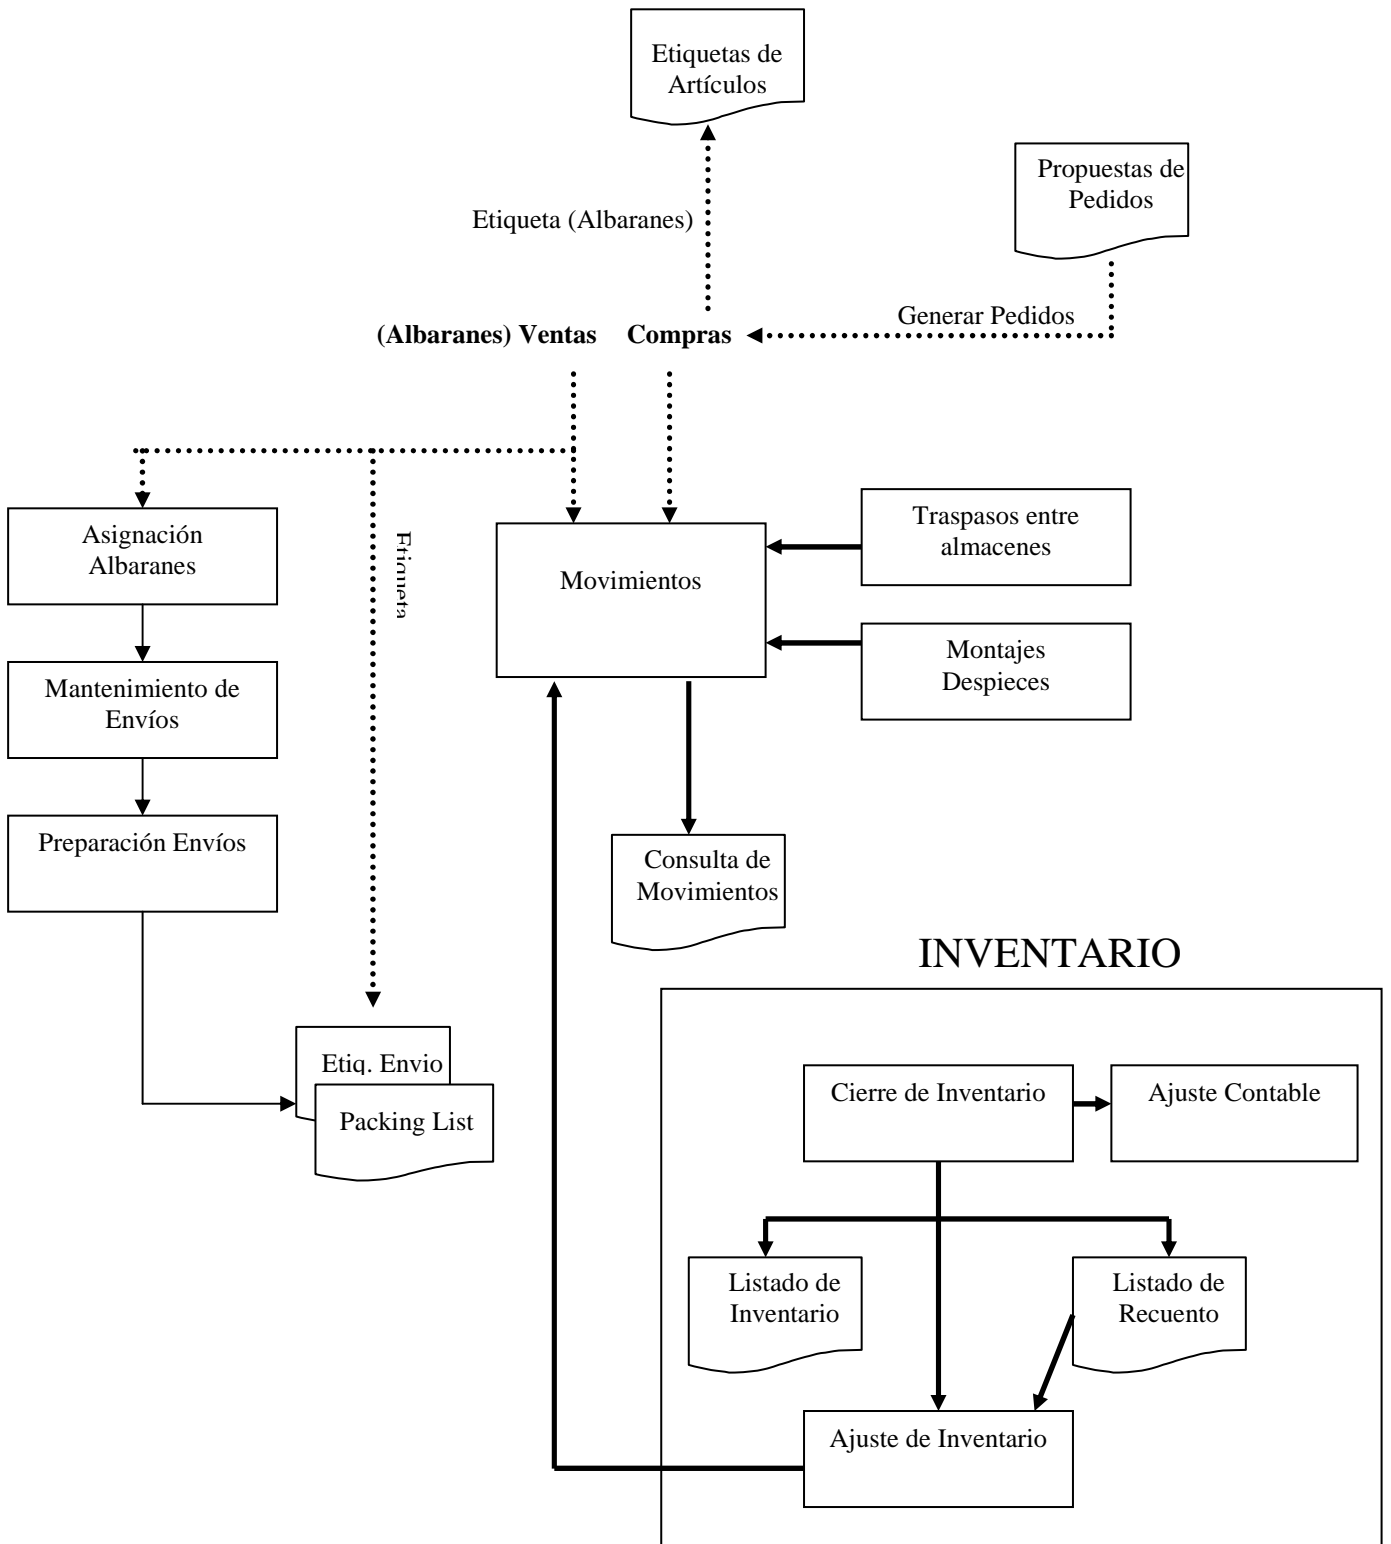 Etiquetas de
Artículos
Propuestas de
Pedidos
Etiqueta (Albaranes)
Generar Pedidos
(Albaranes) Ventas Compras
Asignación
Albaranes
Etiqueta
Movimientos
Traspasos entre
almacenes
Montajes
Despieces
Mantenimiento de
Envíos
Preparación Envíos
Consulta de
Movimientos
INVENTARIO
Etiq. Envio
Packing List
Cierre de Inventario
Ajuste Contable
Listado de
Inventario
Listado de
Recuento
Ajuste de Inventario